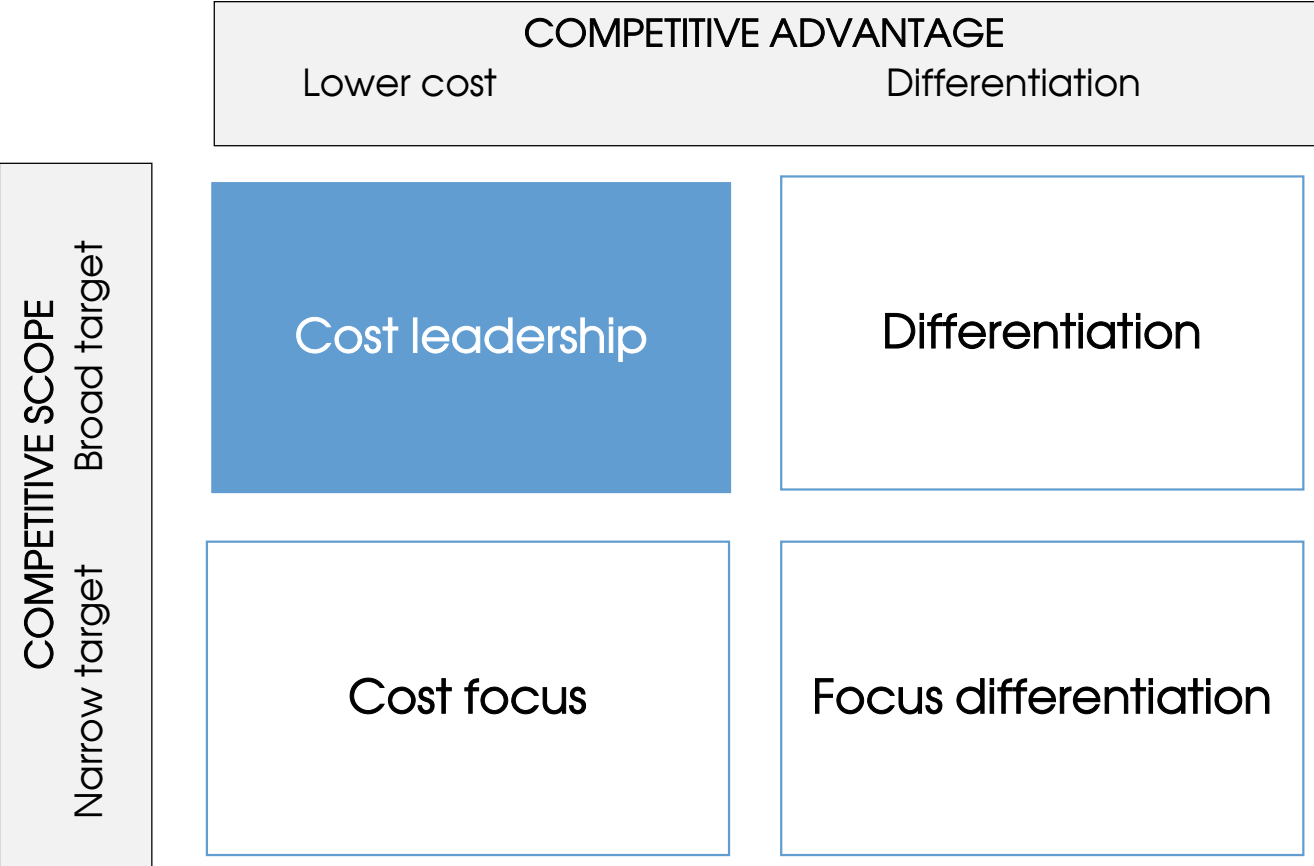 COMPETITIVE ADVANTAGE
Lower cost
Differentiation
COMPETITIVE SCOPE
Broad target
Narrow target
Cost leadership
Differentiation
Cost focus
Focus differentiation